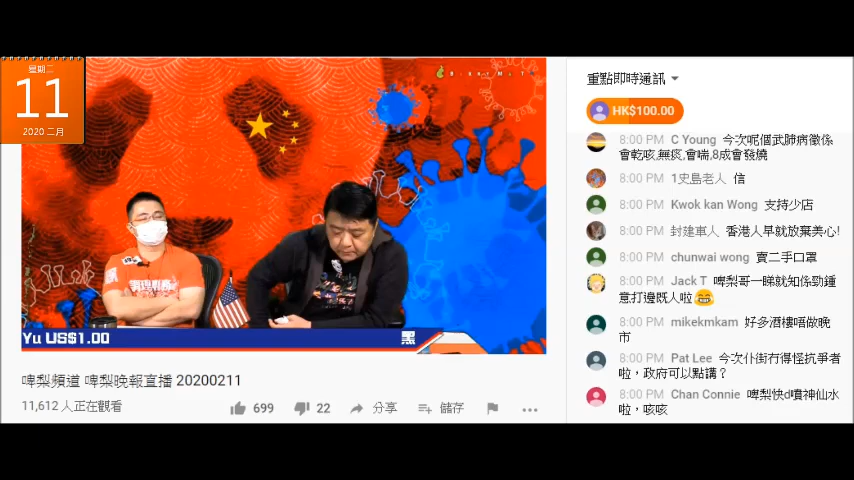 星期二
11
2020 二月
BeerryMeTV
Yu US$1.00
黑
啤梨頻道 啤梨晚報直播 20200211
11,612 人正在觀看
699
22
分享
儲存
重點即時通訊
HK$100.00
8:00 PM C Young 今次呢個武肺病徵係
會乾咳,無痰,會喘,8成會發燒
8:00 PM 1史島老人 信
8:00 PM Kwok kan Wong 支持少店
8:00 PM 封建車人 香港人早就放棄美心!
8:00 PM chunwai wong 賣二手口罩
8:00 PM Jack T 啤梨哥一睇就知係勁鍾
意打邊既人啦😂
8:00 PM mikekmkam 好多酒樓唔做晚
市
8:00 PM Pat Lee 今次仆街冇得怪抗爭者
啦，政府可以點講？
8:00 PM Chan Connie 啤梨快d噴神仙水
啦，咳咳